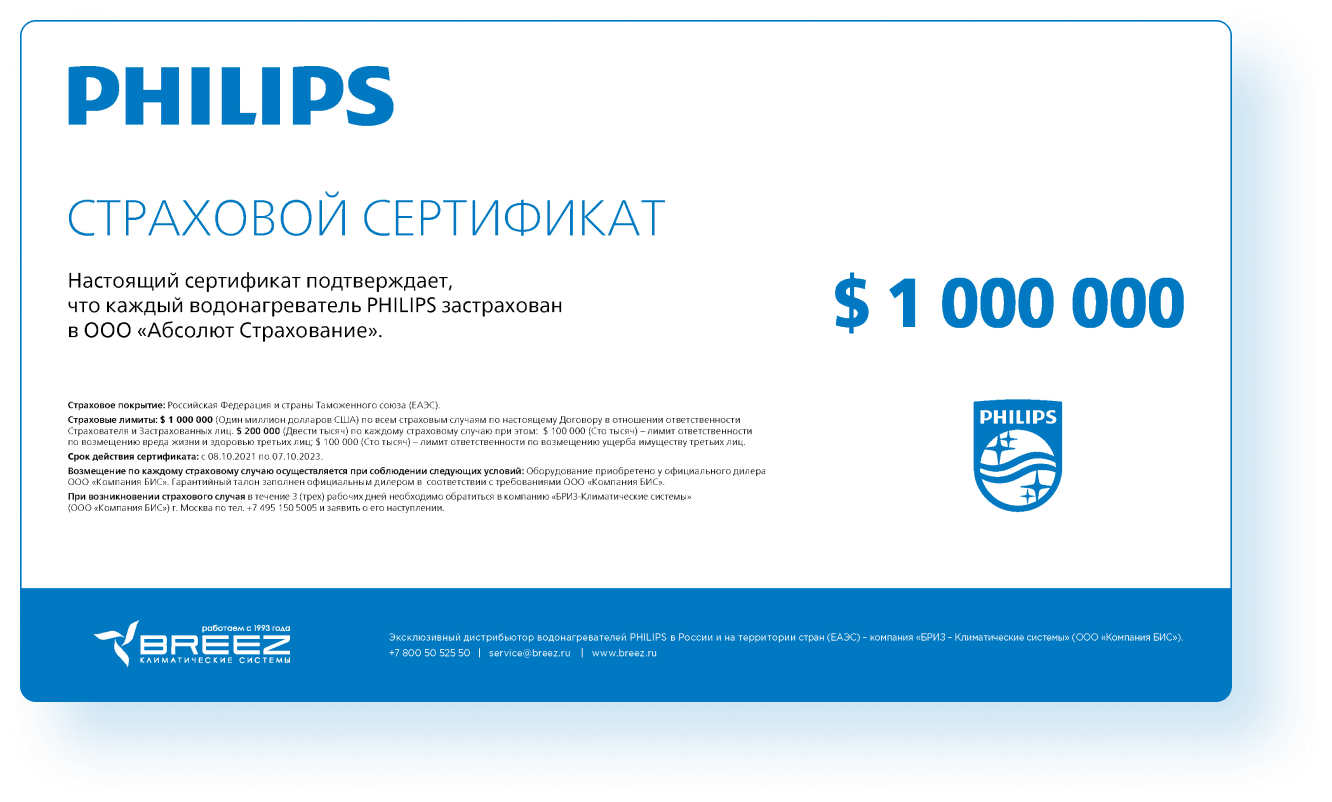 PHILIPS
СТРАХОВОЙ СЕРТИФИКАТ
Настоящий сертификат подтверждает,
что каждый водонагреватель PHILIPS застрахован
в ООО «Абсолют Страхование».
$ 1 000 000
Страховое покрытие: Российская Федерация и страны Таможенного союза (ЕАЭС).
Страховые лимиты: $ 1 000 000 (Один миллион долларов США) по всем страховым случаям по настоящему Договору в отношении ответственности
Страхователя и Застрахованных лиц. $ 200 000 (Двести тысяч) по каждому страховому случаю при этом: $ 100 000 (Сто тысяч) – лимит ответственности
по возмещению вреда жизни и здоровью третьих лиц; $ 100 000 (Сто тысяч) – лимит ответственности по возмещению ущерба имуществу третьих лиц.
Срок действия сертификата: с 08.10.2021 по 07.10.2023.
Возмещение по каждому страховому случаю осуществляется при соблюдении следующих условий: Оборудование приобретено у официального дилера
ООО «Компания БИС». Гарантийный талон заполнен официальным дилером в соответствии с требованиями ООО «Компания БИС».
При возникновении страхового случая в течение 3 (трех) рабочих дней необходимо обратиться в компанию «БРИЗ-Климатические системы»
(ООО «Компания БИС») г. Москва по тел. +7 495 150 5005 и заявить о его наступлении.
PHILIPS
работаем с 1993 года
BREEZ
КЛИМАТИЧЕСКИЕ СИСТЕМЫ
Эксклюзивный дистрибьютор водонагревателей PHILIPS в России и на территории стран (ЕАЭС) – компания «БРИЗ – Климатические системы» (ООО «Компания БИС»).
+7 800 50 525 50 | service@breez.ru | www.breez.ru